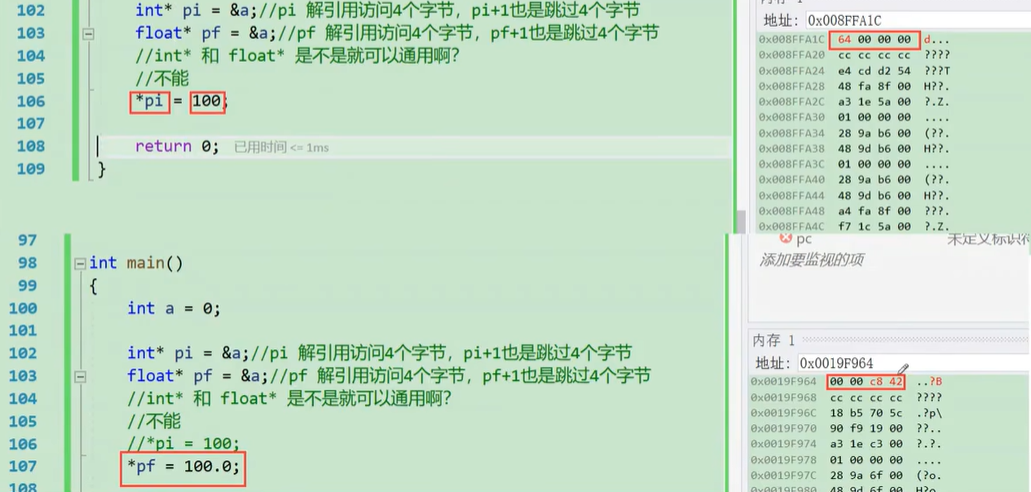 102 int* pi = &a;//pi 解引用访问4个字节，pi+1也是跳过4个字节
103 float* pf = &a;//pf 解引用访问4个字节，pf+1也是跳过4个字节
104 //int* 和 float* 是不是就可以通用啊？
105 //不能
106 *pi = 100;
107
108 return 0; 已用时间 <= 1ms
109 }
地址: 0x008FFA1C
0x008FFA1C 64 00 00 00 d...
0x008FFA20 cc cc cc cc ????
0x008FFA24 e4 cd d2 54 ???T
0x008FFA28 48 fa 8f 00 H??.
0x008FFA2C a3 1e 5a 00 ?.Z.
0x008FFA30 01 00 00 00 ....
0x008FFA34 28 9a b6 00 (??.
0x008FFA38 48 9d b6 00 H??.
0x008FFA3C 01 00 00 00 ....
0x008FFA40 28 9a b6 00 (??.
0x008FFA44 48 9d b6 00 H??.
0x008FFA48 a4 fa 8f 00 ???.
0x008FFA4C f7 1c 5a 00 ?.Z.
97
98 int main()
99 {
100 int a = 0;
101
102 int* pi = &a;//pi 解引用访问4个字节，pi+1也是跳过4个字节
103 float* pf = &a;//pf 解引用访问4个字节，pf+1也是跳过4个字节
104 //int* 和 float* 是不是就可以通用啊？
105 //不能
106 //*pi = 100;
107 *pf = 100.0;
108
pc 未定义标识符
添加要监视的项
内存 1
地址: 0x0019F964
0x0019F964 00 00 c8 42 ..?B
0x0019F968 cc cc cc cc ????
0x0019F96C 18 b5 70 5c .?p\
0x0019F970 90 f9 19 00 ??..
0x0019F974 a3 1e c3 00 ?.?.
0x0019F978 01 00 00 00 ....
0x0019F97C 28 9a 6f 00 (?o.
0x0019F980 48 9d 6f 00 H?o.